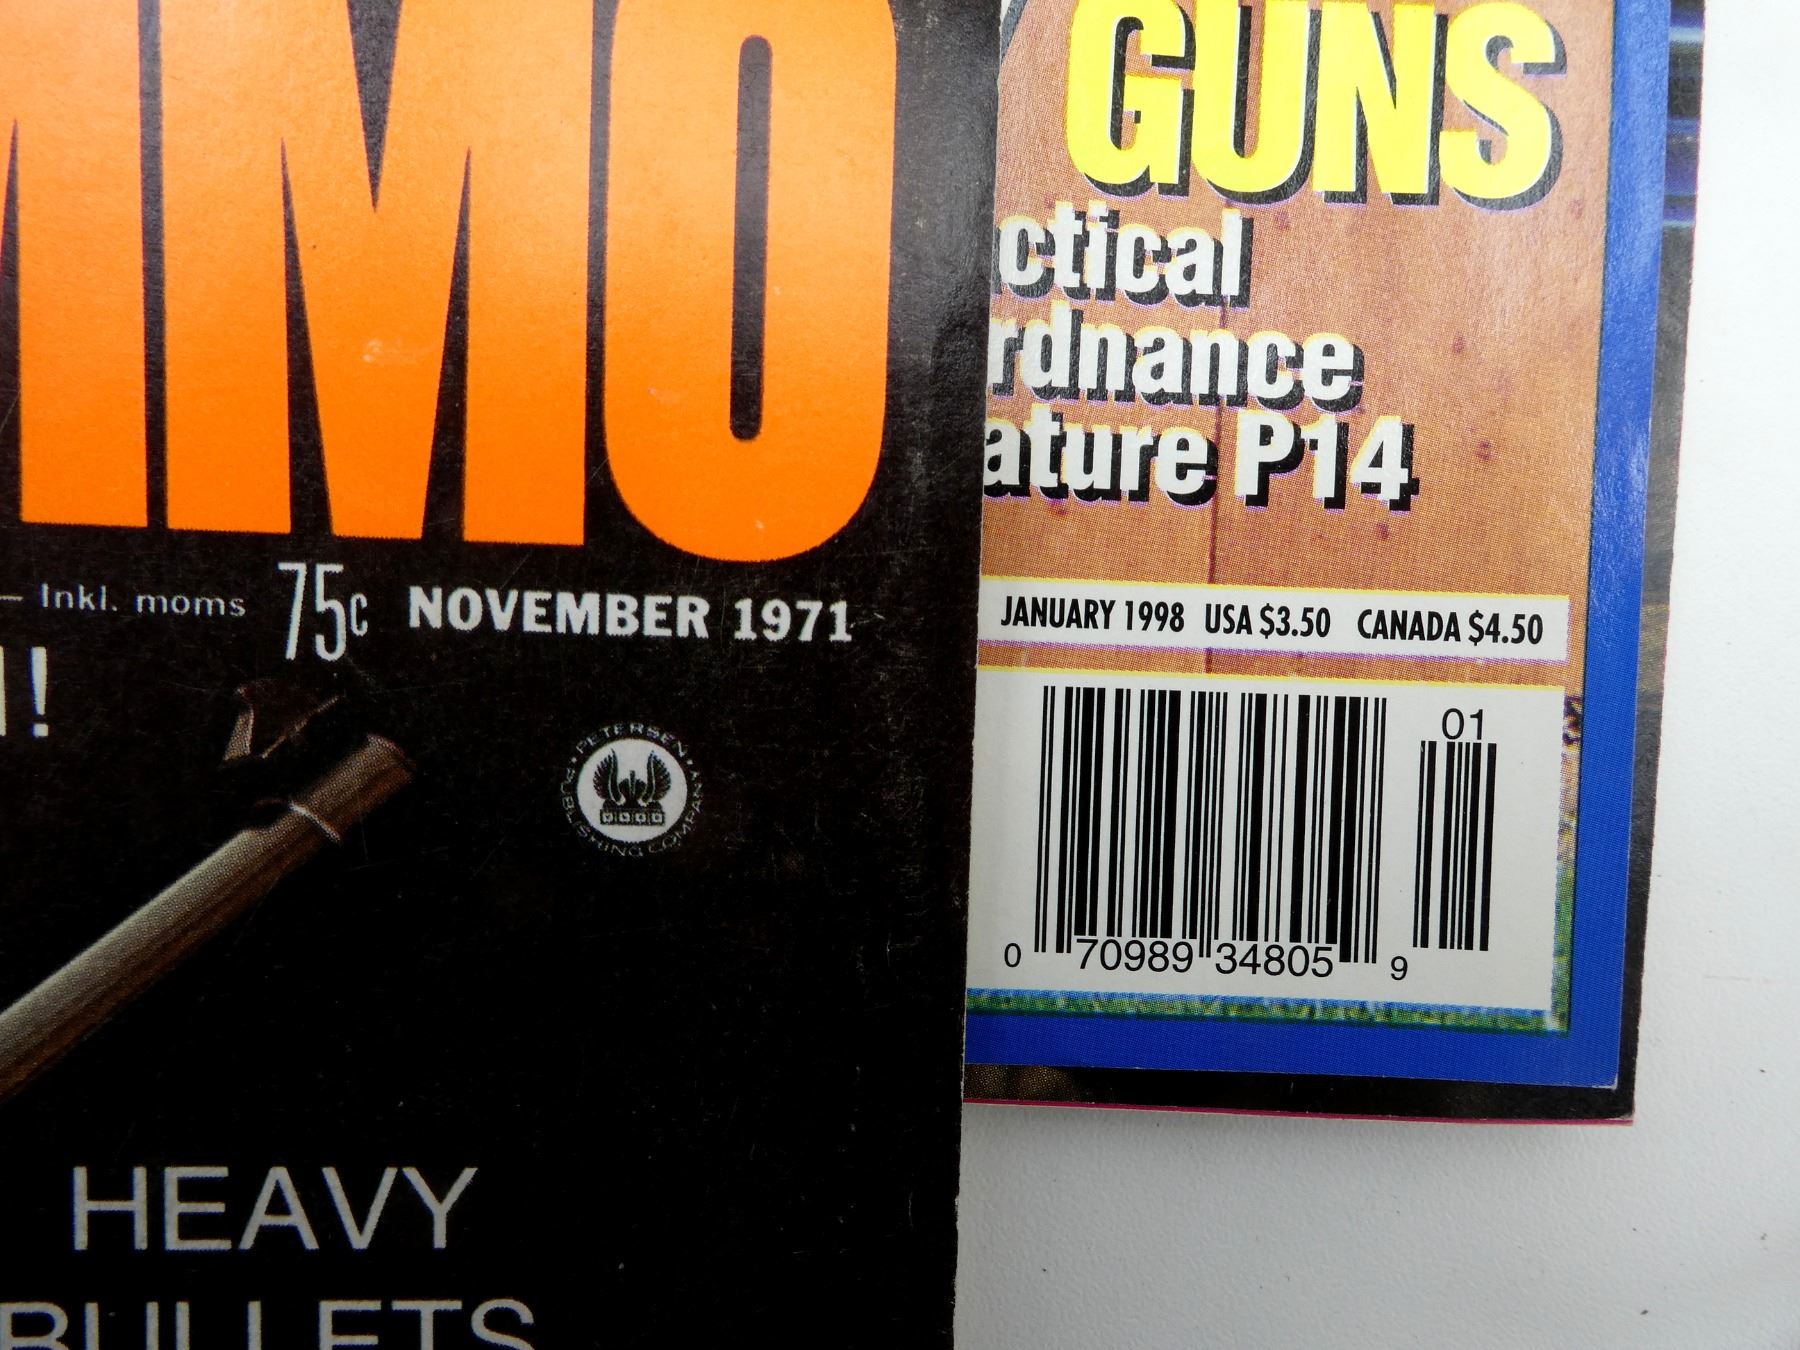 MMO
— Inkl. moms 75c NOVEMBER 1971
!
PETERSEN PUBLISHING COMPANY
HEAVY
BULLETS
GUNS
ctical
rdnance
ature P14
JANUARY 1998 USA $3.50 CANADA $4.50
01
0 70989 34805 9